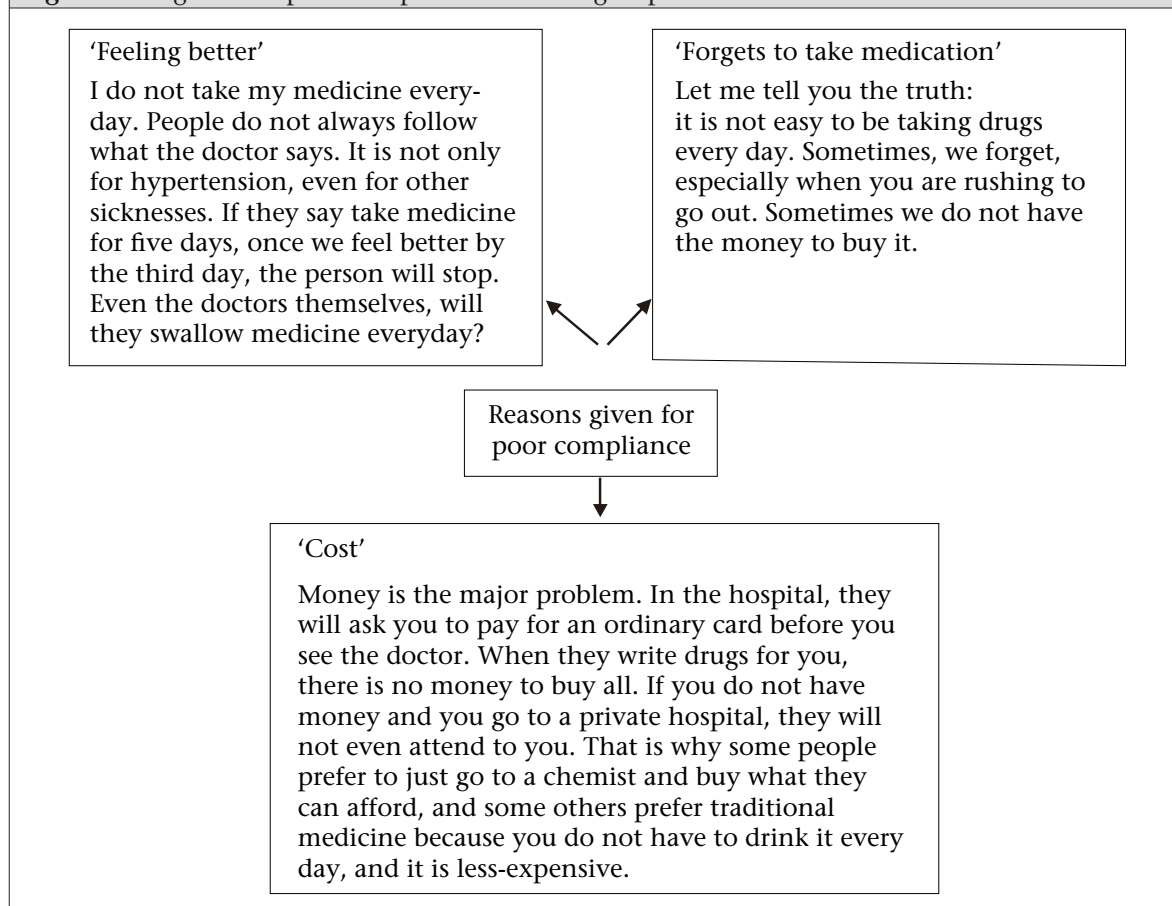 ‘Feeling better’
I do not take my medicine every-
day. People do not always follow
what the doctor says. It is not only
for hypertension, even for other
sicknesses. If they say take medicine
for five days, once we feel better by
the third day, the person will stop.
Even the doctors themselves, will
they swallow medicine everyday?
‘Forgets to take medication’
Let me tell you the truth:
it is not easy to be taking drugs
every day. Sometimes, we forget,
especially when you are rushing to
go out. Sometimes we do not have
the money to buy it.
Reasons given for
poor compliance
‘Cost’
Money is the major problem. In the hospital, they
will ask you to pay for an ordinary card before you
see the doctor. When they write drugs for you,
there is no money to buy all. If you do not have
money and you go to a private hospital, they will
not even attend to you. That is why some people
prefer to just go to a chemist and buy what they
can afford, and some others prefer traditional
medicine because you do not have to drink it every
day, and it is less-expensive.